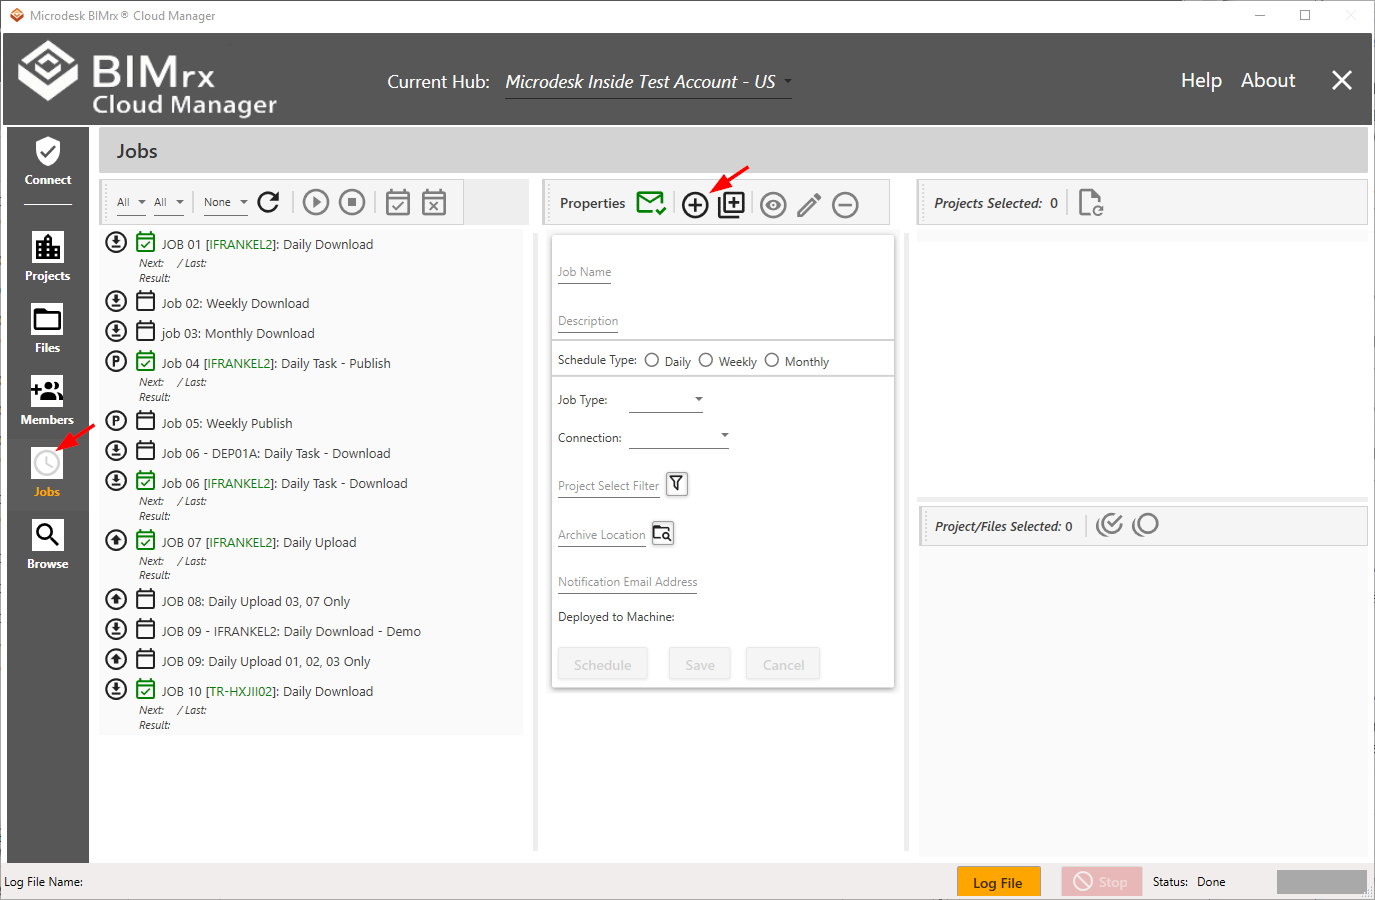 Microdesk BIMrx® Cloud Manager
BIMrx
Cloud Manager
Current Hub: Microdesk Inside Test Account - US
Help About
Connect
Projects
Files
Members
Jobs
Browse
Jobs
All All None
JOB 01 [IFRANKEL2]: Daily Download
Next: / Last:
Result:
Job 02: Weekly Download
job 03: Monthly Download
P Job 04 [IFRANKEL2]: Daily Task - Publish
Next: / Last:
Result:
P Job 05: Weekly Publish
Job 06 - DEP01A: Daily Task - Download
Job 06 [IFRANKEL2]: Daily Task - Download
Next: / Last:
Result:
JOB 07 [IFRANKEL2]: Daily Upload
Next: / Last:
Result:
JOB 08: Daily Upload 03, 07 Only
JOB 09 - IFRANKEL2: Daily Download - Demo
JOB 09: Daily Upload 01, 02, 03 Only
JOB 10 [TR-HXJII02]: Daily Download
Next: / Last:
Result:
Properties
Job Name
Description
Schedule Type: Daily Weekly Monthly
Job Type:
Connection:
Project Select Filter
Archive Location
Notification Email Address
Deployed to Machine:
Schedule Save Cancel
Projects Selected: 0
Project/Files Selected: 0
Log File Name:
Log File
Stop
Status: Done